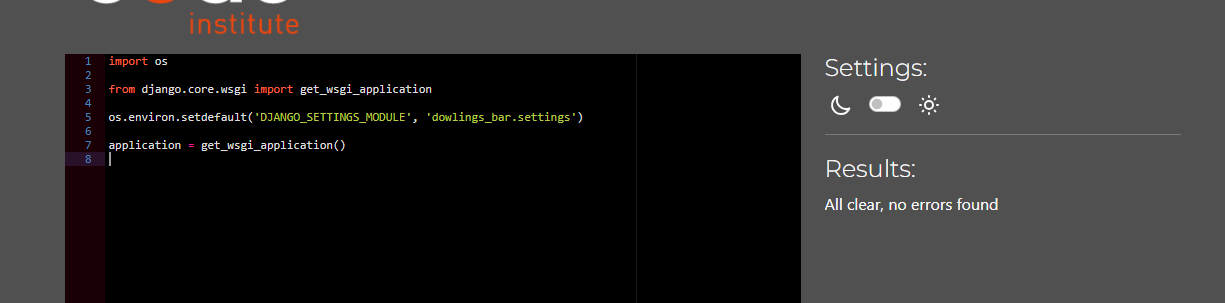 institute
1 import os
2
3 from django.core.wsgi import get_wsgi_application
4
5 os.environ.setdefault('DJANGO_SETTINGS_MODULE', 'dowlings_bar.settings')
6
7 application = get_wsgi_application()
8
Settings:
Results:
All clear, no errors found